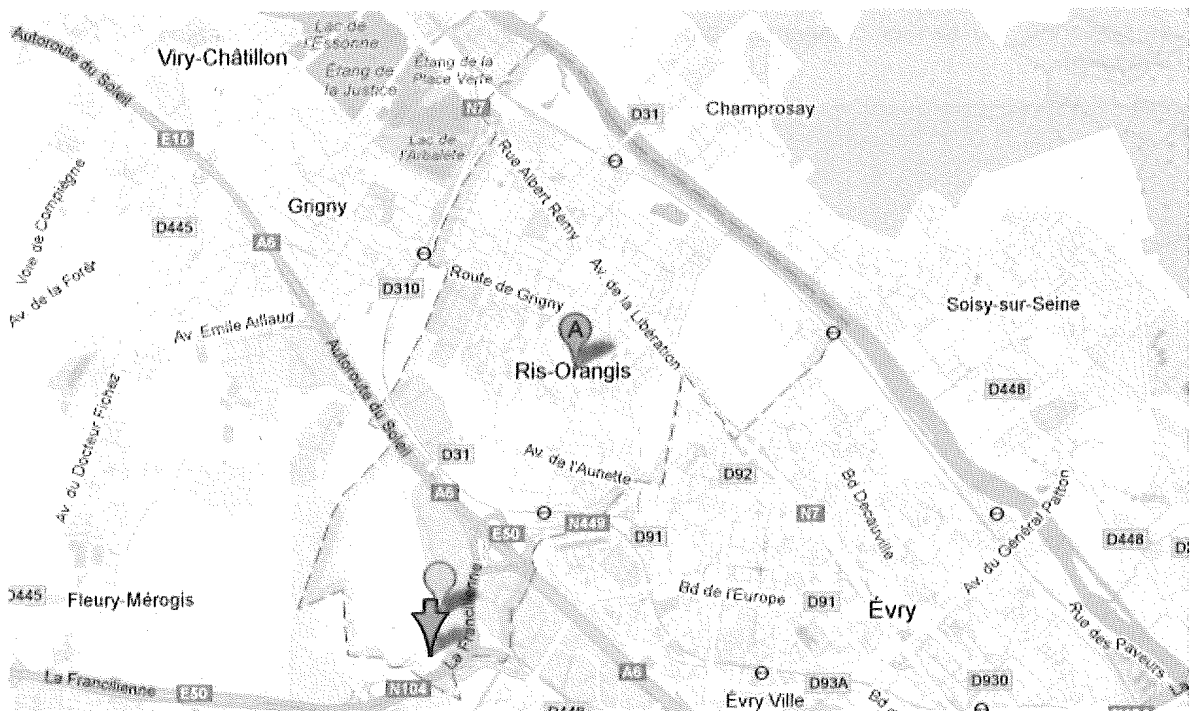 Lac de
l'Essonne
Autoroute du Soleil
Viry-Châtillon
Étang de la
Place Verte
Étang de
la Justice
N7
D31
Champrosay
E15
Lac de
l'Arbalète
Rue Albert Rémy
Voie de Compiègne
Grigny
D445
A6
Av. de la Forêt
D310
Route de Grigny
Av. de la Libération
Soisy-sur-Seine
Av. Emile Aillaud
A
Ris-Orangis
Autoroute du Soleil
D448
Av. du Docteur Fichez
D31
Av. de l'Aunette
D92
A6
Bd Decauville
N7
Av. du Général Patton
E50
N449
D91
D448
D445
Fleury-Mérogis
La Francilienne
Bd de l'Europe
D91
Évry
Rue des Paveurs
La Francilienne
E50
N104
A6
D93A
D930
Évry Ville
D448